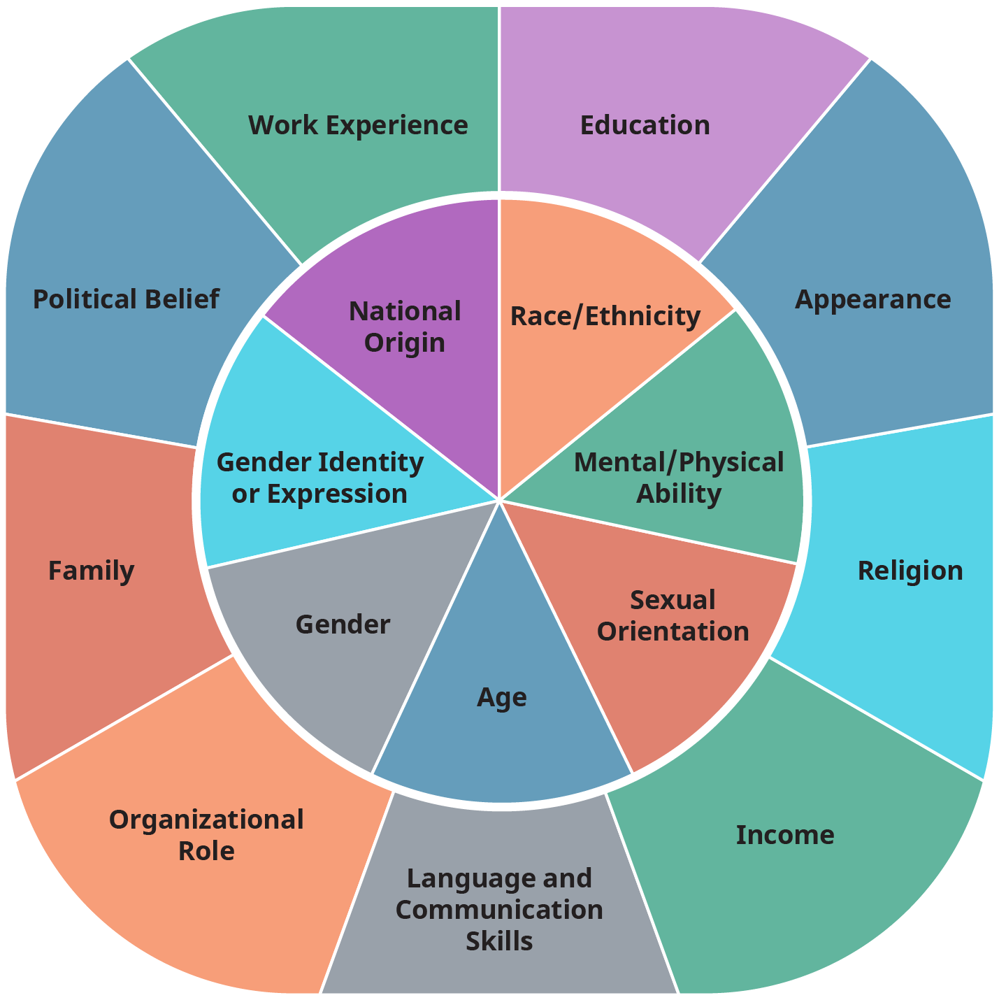 Work Experience
Education
Political Belief
Appearance
National
Origin
Race/Ethnicity
Gender Identity
or Expression
Mental/Physical
Ability
Family
Religion
Gender
Sexual
Orientation
Age
Organizational
Role
Income
Language and
Communication
Skills